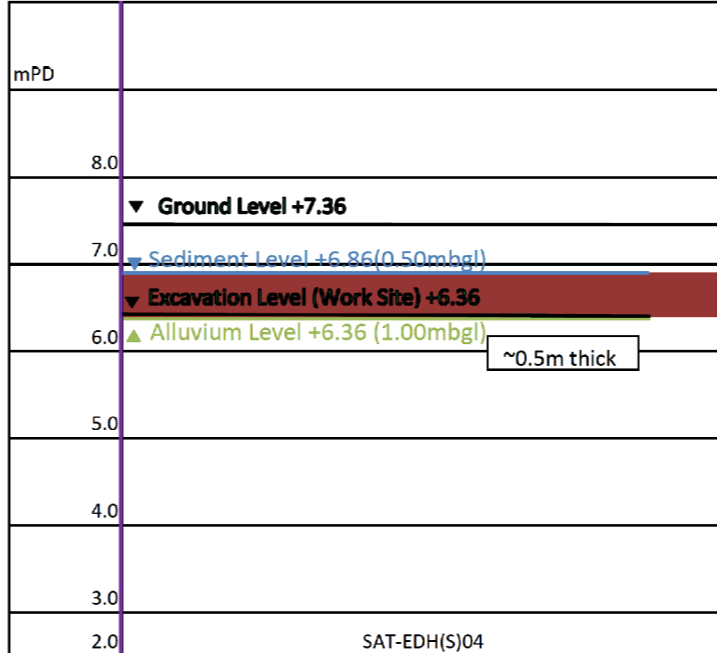 mPD
8.0
▼ Ground Level +7.36
7.0
▼ Sediment Level +6.86(0.50mbgl)
▼ Excavation Level (Work Site) +6.36
6.0
▲ Alluvium Level +6.36 (1.00mbgl)
~0.5m thick
5.0
4.0
3.0
2.0
SAT-EDH(S)04